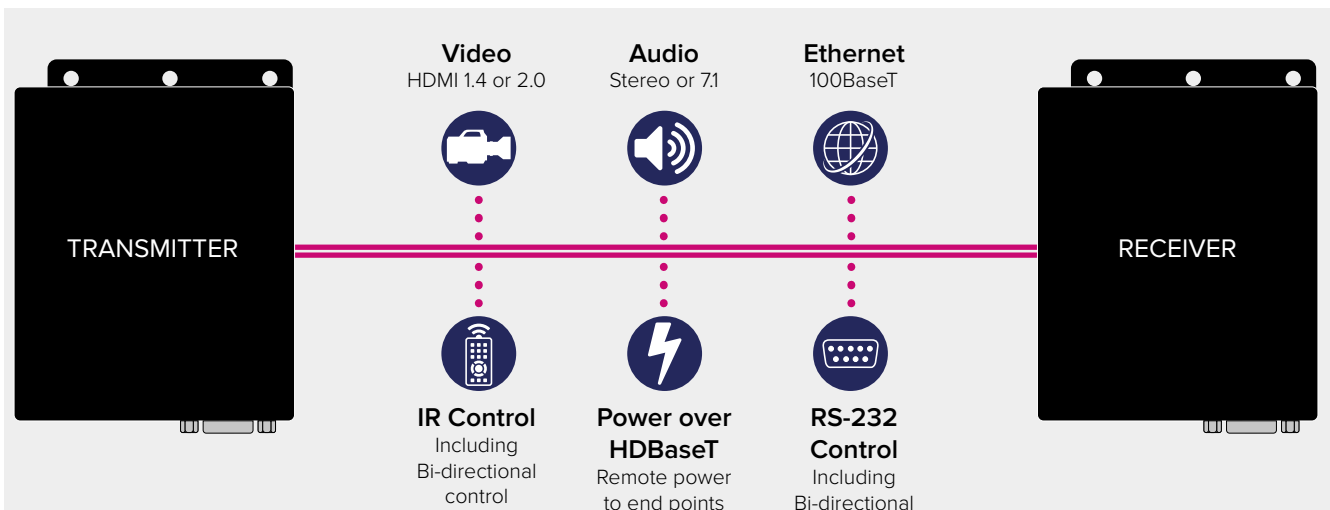 Video
HDMI 1.4 or 2.0
Audio
Stereo or 7.1
Ethernet
100BaseT
TRANSMITTER
RECEIVER
IR Control
Including
Bi-directional
control
Power over
HDBaseT
Remote power
to end points
RS-232
Control
Including
Bi-directional